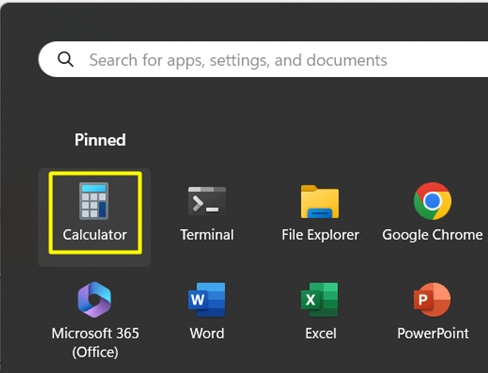 Search for apps, settings, and documents
Pinned
Calculator
Terminal
File Explorer
Google Chrome
Microsoft 365
(Office)
Word
Excel
PowerPoint